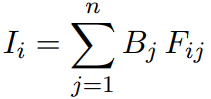 I_i = \sum_{j=1}^{n} B_j F_{ij}